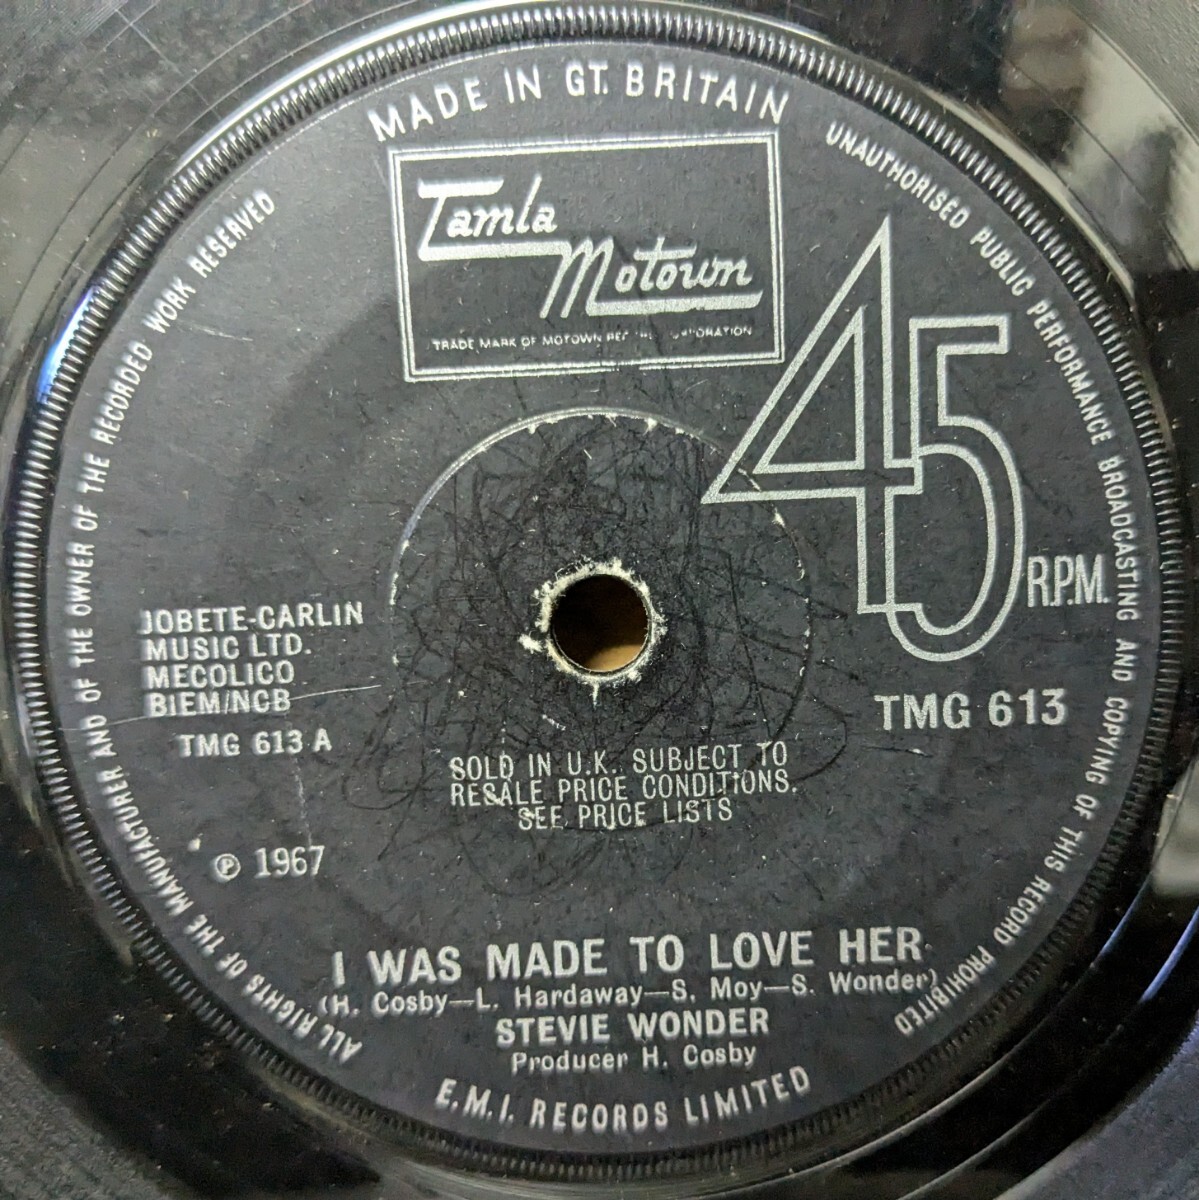 MADE IN GT. BRITAIN
UNAUTHORISED PUBLIC PERFORMANCE BROADCASTING AND COPYING OF THIS RECORD PROHIBITED
ALL RIGHTS OF THE MANUFACTURER AND OF THE OWNER OF THE RECORDED WORK RESERVED
Tamla
Motown
TRADE MARK OF MOTOWN
45
R.P.M.
JOBETE-CARLIN
MUSIC LTD.
MECOLICO
BIEM/NCB
TMG 613 A
TMG 613
SOLD IN U.K. SUBJECT TO
RESALE PRICE CONDITIONS.
SEE PRICE LISTS
℗ 1967
I WAS MADE TO LOVE HER
(H. Cosby—L. Hardaway—S. Moy—S. Wonder)
STEVIE WONDER
Producer H. Cosby
E.M.I. RECORDS LIMITED